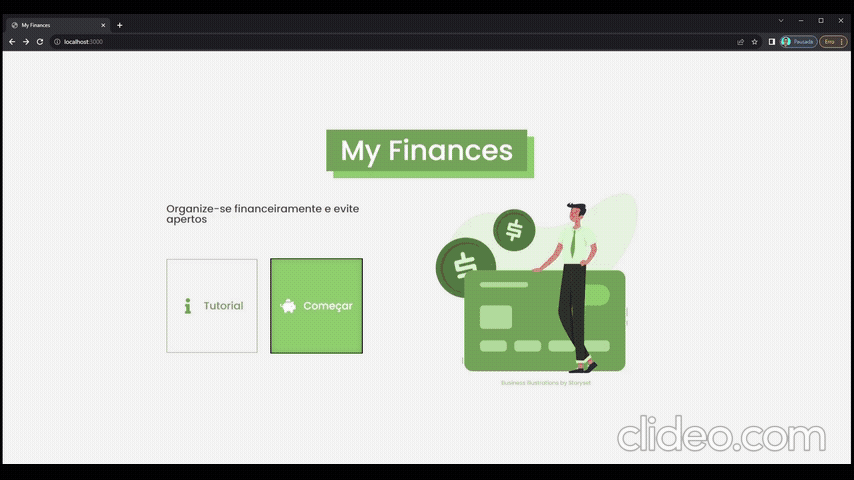 My Finances
localhost:3000
Pausada
Erro
My Finances
Organize-se financeiramente e evite
apertos
Tutorial
Começar
Business illustrations by Storyset
clideo.com